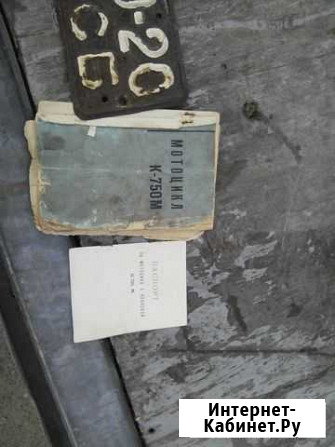 0-20
СБ
МОТОЦИКЛ
К-750М
ПАСПОРТ
Интернет-
Кабинет.Ру